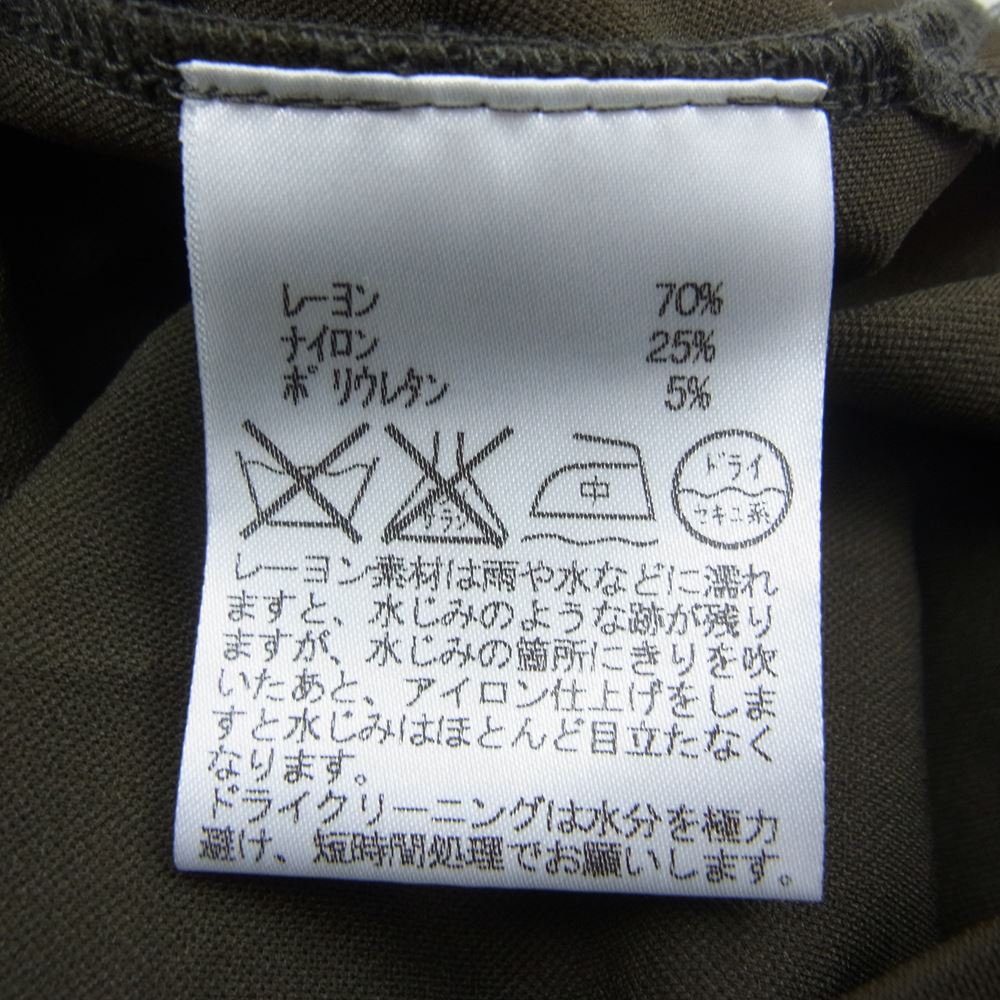 レーヨン 70%
ナイロン 25%
ポリウレタン 5%
サラシ 中 ドライ
セキユ系
レーヨン素材は雨や水などに濡れ
ますと、水じみのような跡が残り
ますが、水じみの箇所にきりを吹
いたあと、アイロン仕上げをしま
すと水じみはほとんど目立たなく
なります。
ドライクリーニングは水分を極力
避け、短時間処理でお願いします。